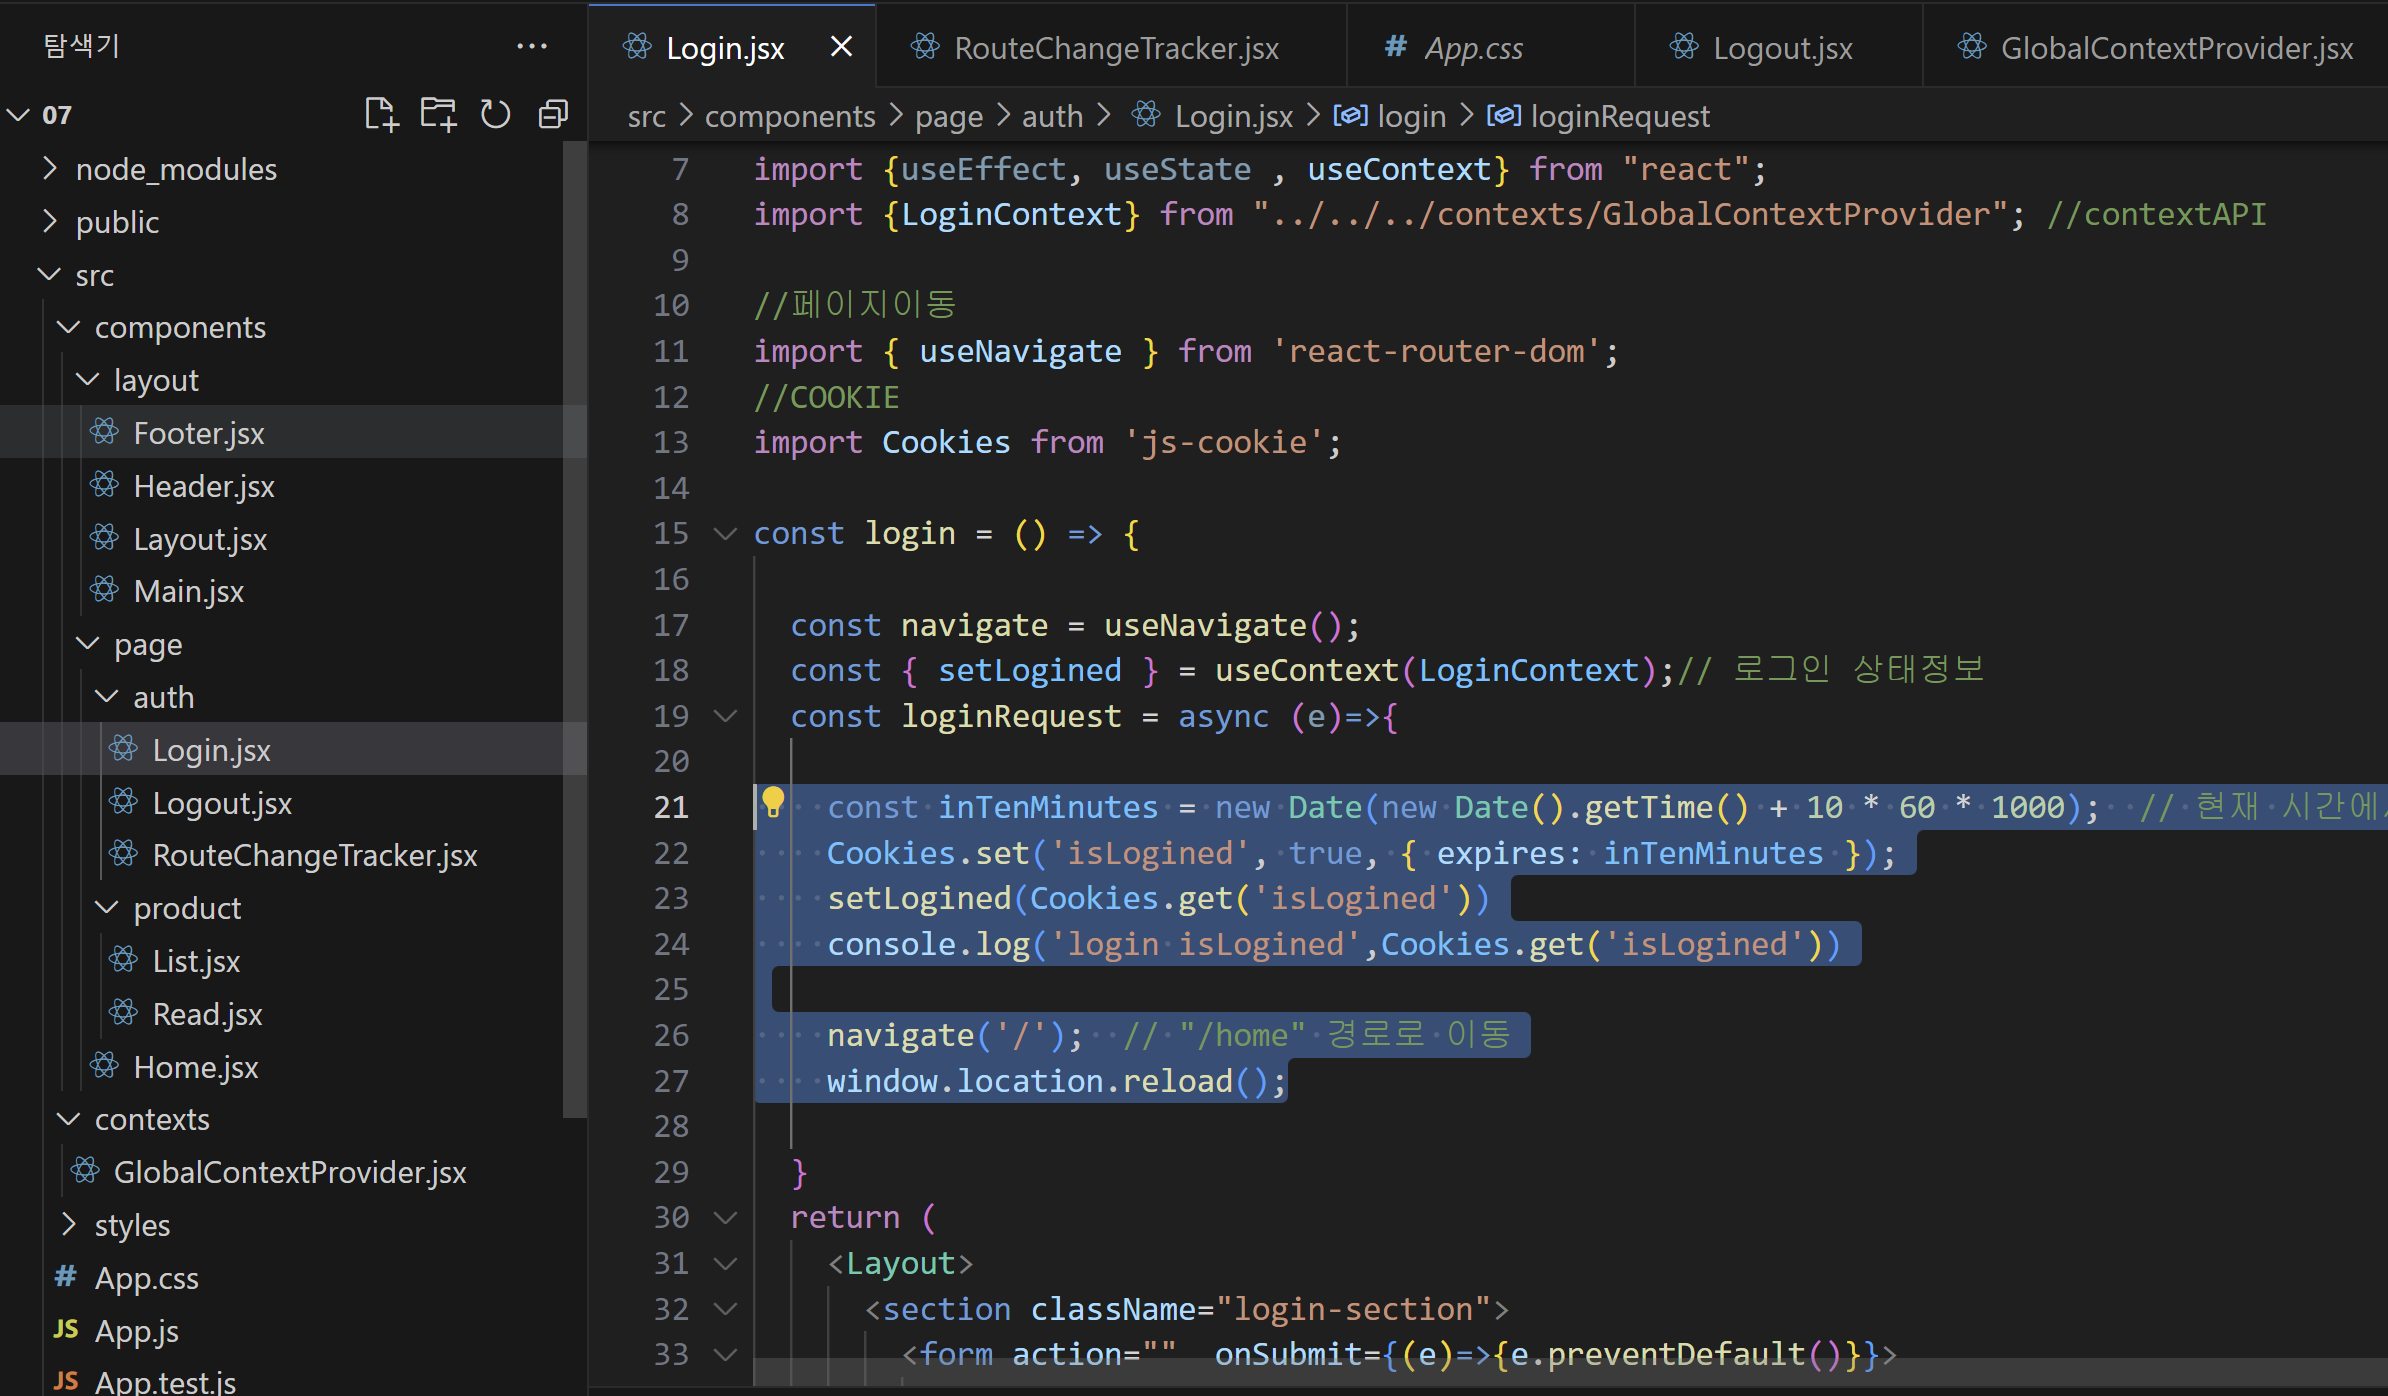 탐색기 ···
07
node_modules
public
src
components
layout
Footer.jsx
Header.jsx
Layout.jsx
Main.jsx
page
auth
Login.jsx
Logout.jsx
RouteChangeTracker.jsx
product
List.jsx
Read.jsx
Home.jsx
contexts
GlobalContextProvider.jsx
styles
# App.css
JS App.js
JS App.test.js
Login.jsx RouteChangeTracker.jsx # App.css Logout.jsx GlobalContextProvider.jsx
src > components > page > auth > Login.jsx > login > loginRequest
7 import {useEffect, useState , useContext} from "react";
8 import {LoginContext} from "../../../contexts/GlobalContextProvider"; //contextAPI
9
10 //페이지이동
11 import { useNavigate } from 'react-router-dom';
12 //COOKIE
13 import Cookies from 'js-cookie';
14
15 const login = () => {
16
17 const navigate = useNavigate();
18 const { setLogined } = useContext(LoginContext);// 로그인 상태정보
19 const loginRequest = async (e)=>{
20
21 const inTenMinutes = new Date(new Date().getTime() + 10 * 60 * 1000); // 현재 시간에
22 Cookies.set('isLogined', true, { expires: inTenMinutes });
23 setLogined(Cookies.get('isLogined'))
24 console.log('login isLogined',Cookies.get('isLogined'))
25
26 navigate('/'); // "/home" 경로로 이동
27 window.location.reload();
28
29 }
30 return (
31 <Layout>
32 <section className="login-section">
33 <form action="" onSubmit={(e)=>{e.preventDefault()}}>